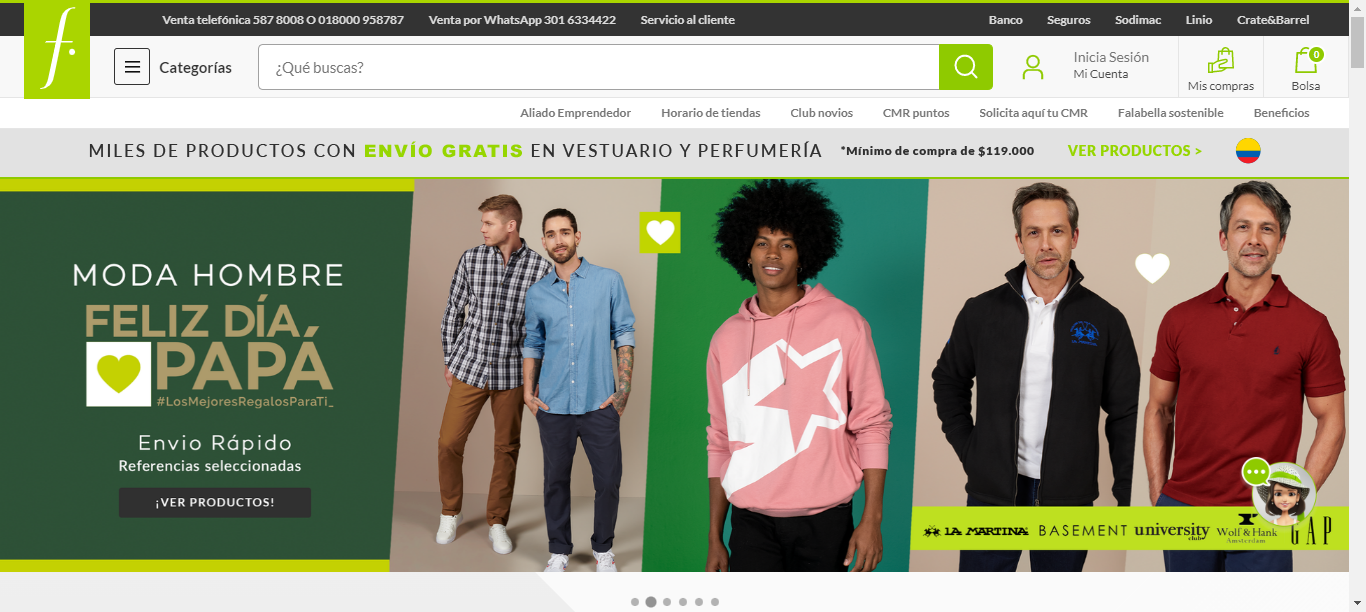 Venta telefónica 587 8008 O 018000 958787
Venta por WhatsApp 301 6334422
Servicio al cliente
Banco
Seguros
Sodimac
Linio
Crate&Barrel
f.
Categorías
¿Qué buscas?
Inicia Sesión
Mi Cuenta
Mis compras
0
Bolsa
Aliado Emprendedor
Horario de tiendas
Club novios
CMR puntos
Solicita aquí tu CMR
Falabella sostenible
Beneficios
MILES DE PRODUCTOS CON ENVÍO GRATIS EN VESTUARIO Y PERFUMERÍA *Mínimo de compra de $119.000 VER PRODUCTOS >
MODA HOMBRE
FELIZ DÍA
PAPÁ
#LosMejoresRegalosParaTi_
Envio Rápido
Referencias seleccionadas
¡VER PRODUCTOS!
LA MARTINA
BASEMENT
university
club
Wolf & Hank
Amsterdam
GAP